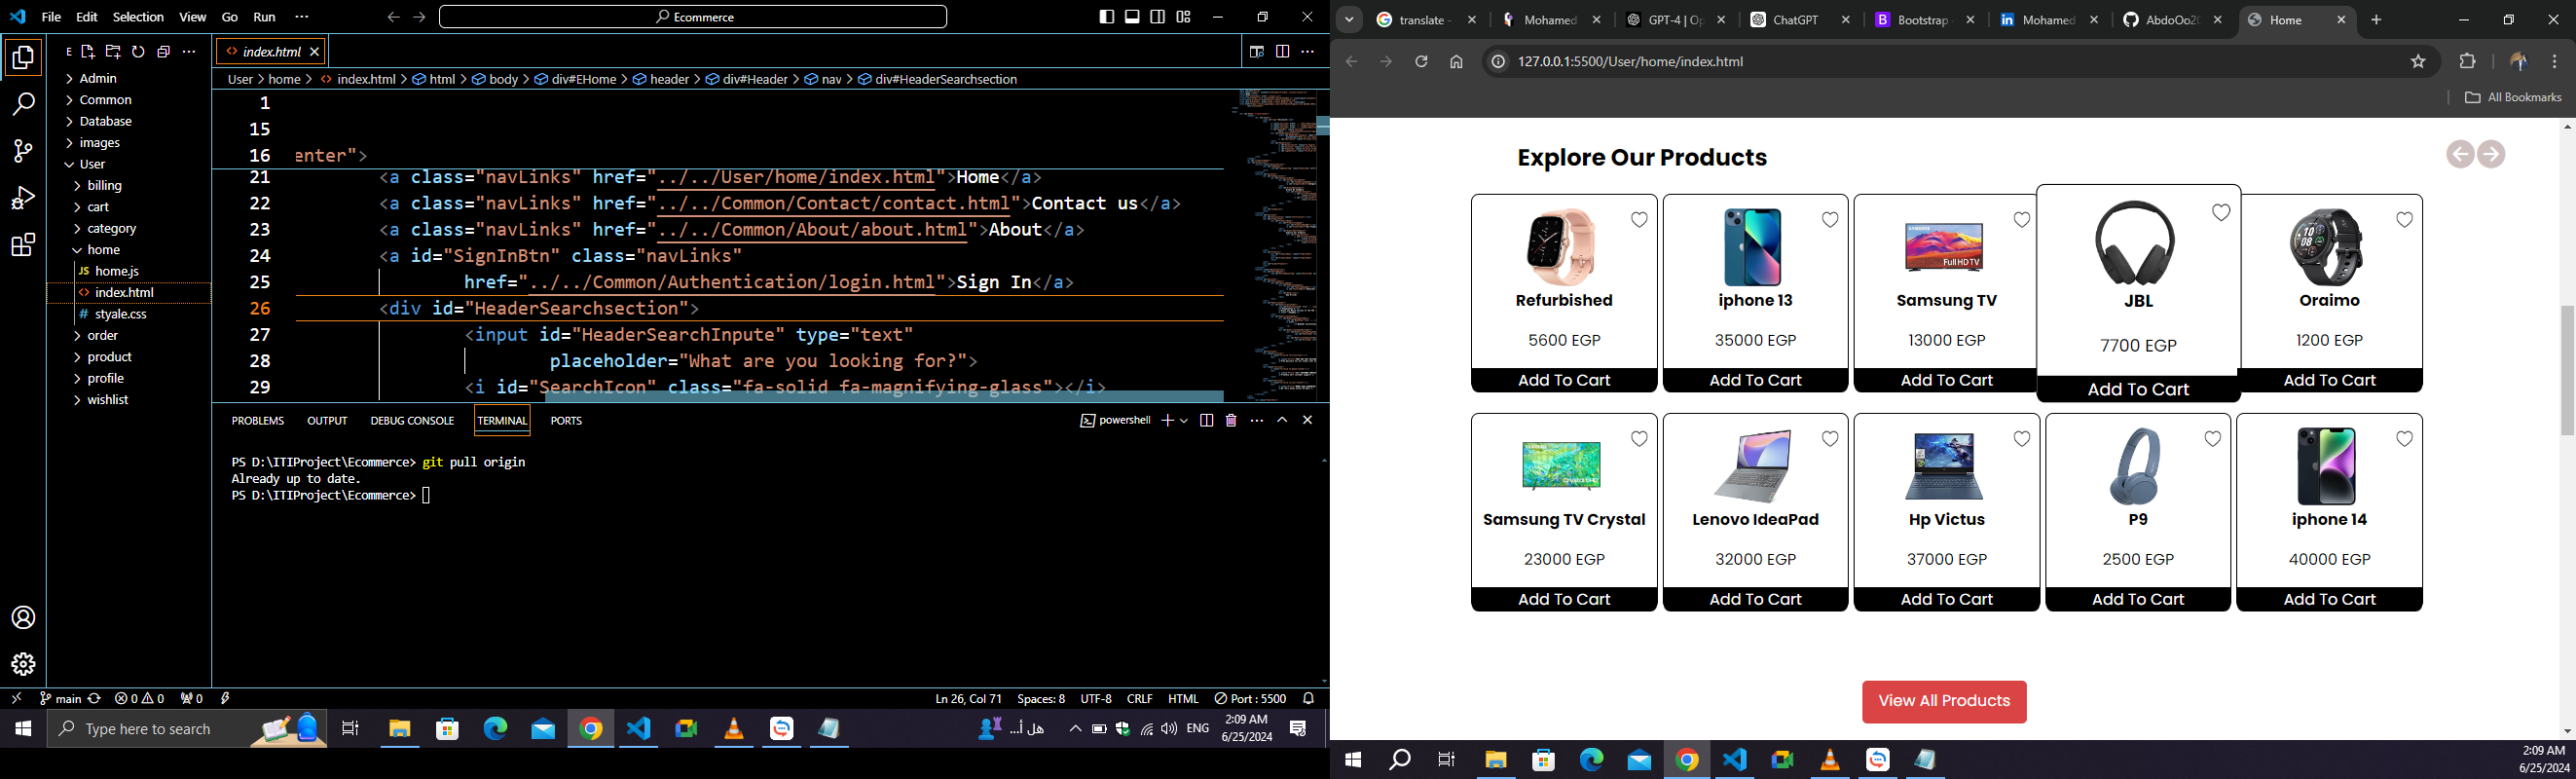 File Edit Selection View Go Run ··· Ecommerce
E
Admin
Common
Database
images
User
billing
cart
category
home
JS home.js
index.html
# styale.css
order
product
profile
wishlist
index.html
User > home > index.html > html > body > div#EHome > header > div#Header > nav > div#HeaderSearchsection
1
15
16 enter">
21 <a class="navLinks" href="../../User/home/index.html">Home</a>
22 <a class="navLinks" href="../../Common/Contact/contact.html">Contact us</a>
23 <a class="navLinks" href="../../Common/About/about.html">About</a>
24 <a id="SignInBtn" class="navLinks"
25 href="../../Common/Authentication/login.html">Sign In</a>
26 <div id="HeaderSearchsection">
27 <input id="HeaderSearchInpute" type="text"
28 placeholder="What are you looking for?">
29 <i id="SearchIcon" class="fa-solid fa-magnifying-glass"></i>
PROBLEMS OUTPUT DEBUG CONSOLE TERMINAL PORTS powershell
PS D:\ITIProject\Ecommerce> git pull origin
Already up to date.
PS D:\ITIProject\Ecommerce>
main 0 0 0 Ln 26, Col 71 Spaces: 8 UTF-8 CRLF HTML Port : 5500
Type here to search هل أ... ENG 2:09 AM
6/25/2024
translate - Mohamed GPT-4 | Op ChatGPT Bootstrap Mohamed AbdoOo20 Home
127.0.0.1:5500/User/home/index.html
All Bookmarks
Explore Our Products
Refurbished iphone 13 Samsung TV JBL Oraimo
5600 EGP 35000 EGP 13000 EGP 7700 EGP 1200 EGP
Add To Cart Add To Cart Add To Cart Add To Cart Add To Cart
Samsung TV Crystal Lenovo IdeaPad Hp Victus P9 iphone 14
23000 EGP 32000 EGP 37000 EGP 2500 EGP 40000 EGP
Add To Cart Add To Cart Add To Cart Add To Cart Add To Cart
View All Products
2:09 AM
6/25/2024